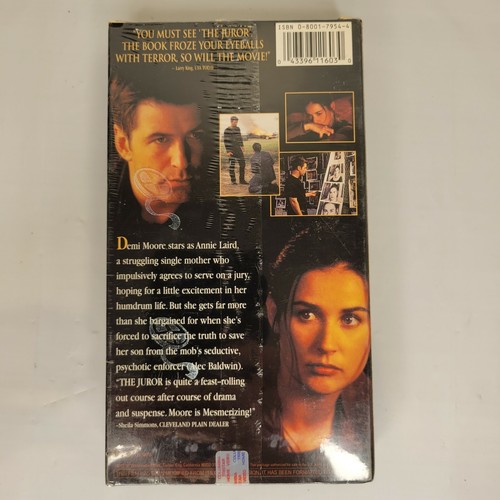 "YOU MUST SEE 'THE JUROR'.
THE BOOK FROZE YOUR EYEBALLS
WITH TERROR, SO WILL THE MOVIE!"
– Larry King, USA TODAY
ISBN 0-8001-7954-4
0 43396 11603 0
Demi Moore stars as Annie Laird,
a struggling single mother who
impulsively agrees to serve on a jury,
hoping for a little excitement in her
humdrum life. But she gets far more
than she bargained for when she's
forced to sacrifice the truth to save
her son from the mob's seductive,
psychotic enforcer (Alec Baldwin).
"THE JUROR is quite a feast-rolling
out course after course of drama
and suspense. Moore is Mesmerizing!"
–Sheila Simmons, CLEVELAND PLAIN DEALER